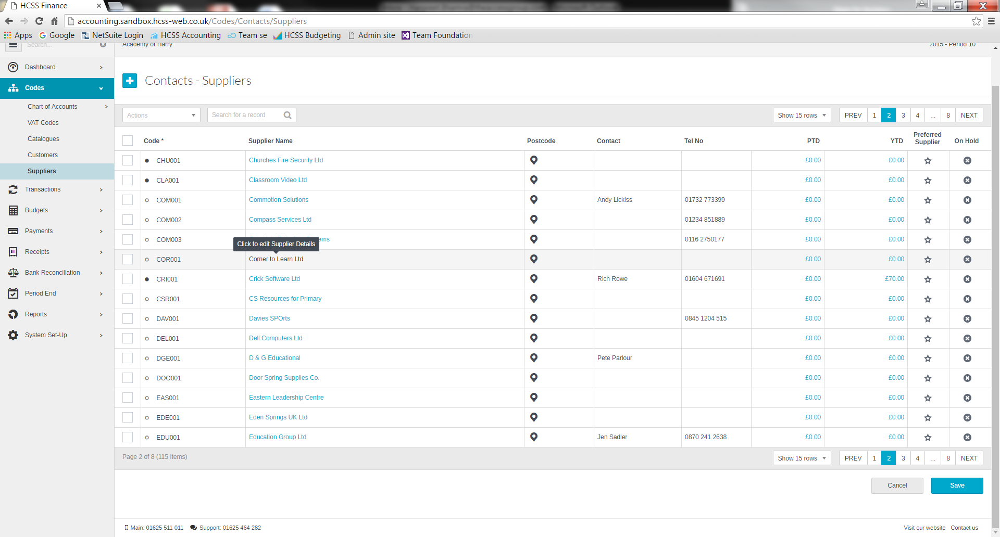 HCSS Finance
accounting.sandbox.hcss-web.co.uk/Codes/Contacts/Suppliers
Apps Google NetSuite Login HCSS Accounting Team se HCSS Budgeting Admin site Team Foundation
Search... Academy of Harry 2015 - Period 10
Dashboard
Codes
Chart of Accounts
VAT Codes
Catalogues
Customers
Suppliers
Transactions
Budgets
Payments
Receipts
Bank Reconciliation
Period End
Reports
System Set-Up
Contacts - Suppliers
Actions Search for a record Show 15 rows PREV 1 2 3 4 ... 8 NEXT
Code * Supplier Name Postcode Contact Tel No PTD YTD Preferred Supplier On Hold
CHU001 Churches Fire Security Ltd £0.00 £0.00
CLA001 Classroom Video Ltd £0.00 £0.00
COM001 Commotion Solutions Andy Lickiss 01732 773399 £0.00 £0.00
COM002 Compass Services Ltd 01234 851889 £0.00 £0.00
COM003 ems 0116 2750177 £0.00 £0.00
Click to edit Supplier Details
COR001 Corner to Learn Ltd £0.00 £0.00
CRI001 Crick Software Ltd Rich Rowe 01604 671691 £0.00 £70.00
CSR001 CS Resources for Primary £0.00 £0.00
DAV001 Davies SPOrts 0845 1204 515 £0.00 £0.00
DEL001 Dell Computers Ltd £0.00 £0.00
DGE001 D & G Educational Pete Parlour £0.00 £0.00
DOO001 Door Spring Supplies Co. £0.00 £0.00
EAS001 Eastern Leadership Centre £0.00 £0.00
EDE001 Eden Springs UK Ltd £0.00 £0.00
EDU001 Education Group Ltd Jen Sadler 0870 241 2638 £0.00 £0.00
Page 2 of 8 (115 Items) Show 15 rows PREV 1 2 3 4 ... 8 NEXT
Cancel Save
Main: 01625 511 011 Support: 01625 464 282 Visit our website Contact us